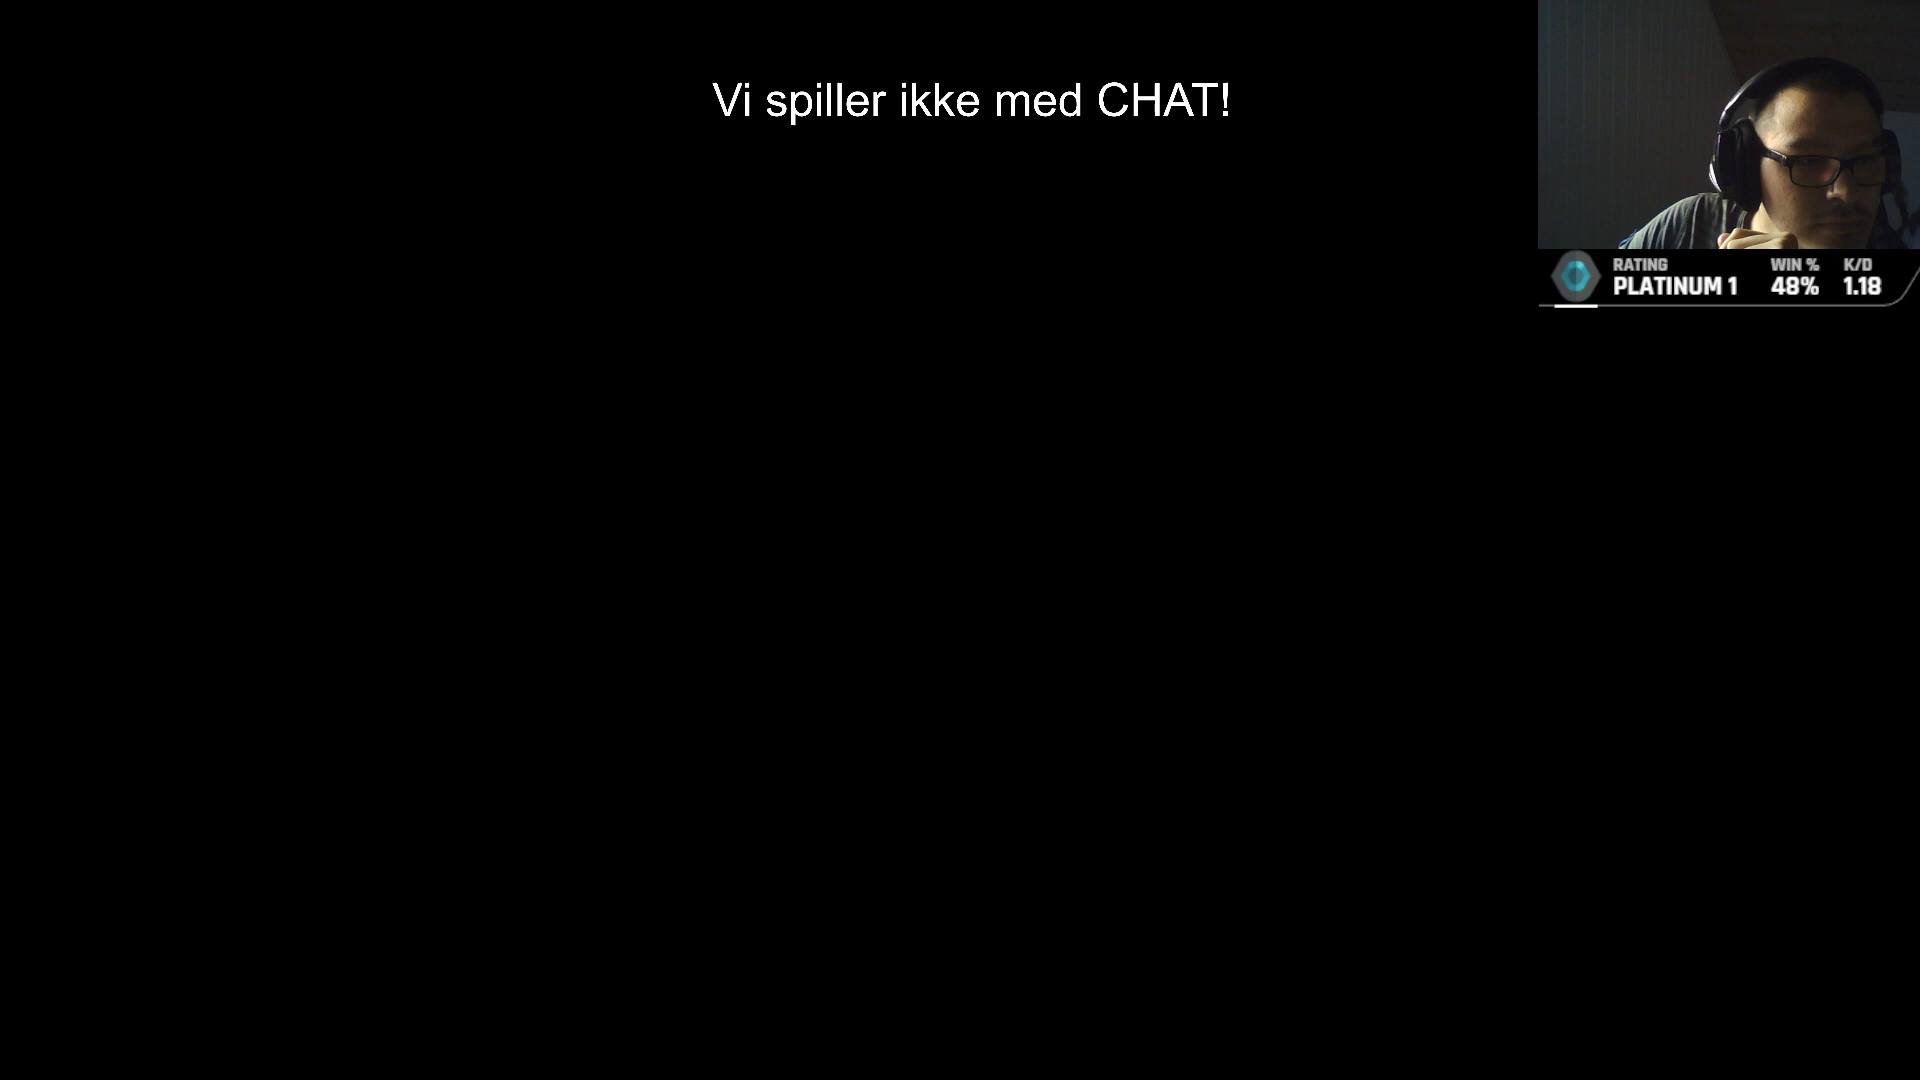 Vi spiller ikke med CHAT!
RATING WIN % K/D
PLATINUM 1 48% 1.18